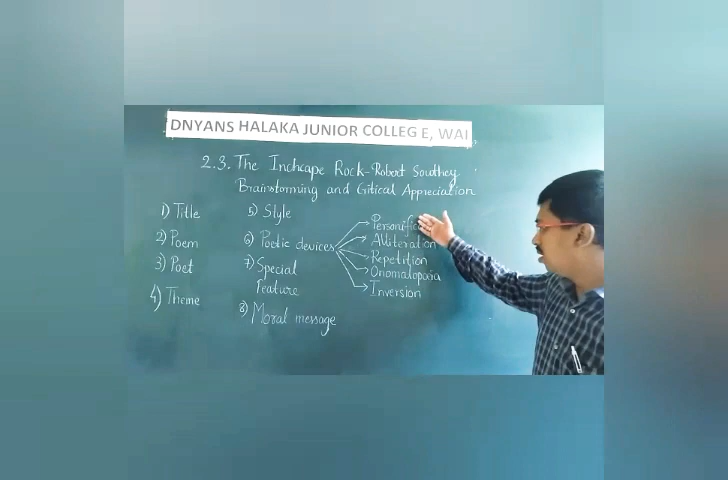 DNYANS HALAKA JUNIOR COLLEG E, WAI.
2.3. The Inchcape Rock-Robert Southey
Brainstorming and Critical Appreciation
1) Title
2) Poem
3) Poet
4) Theme
5) Style
6) Poetic devices
7) Special
Feature
8) Moral message
Alliteration
Repetition
Onomatopoeia
Inversion